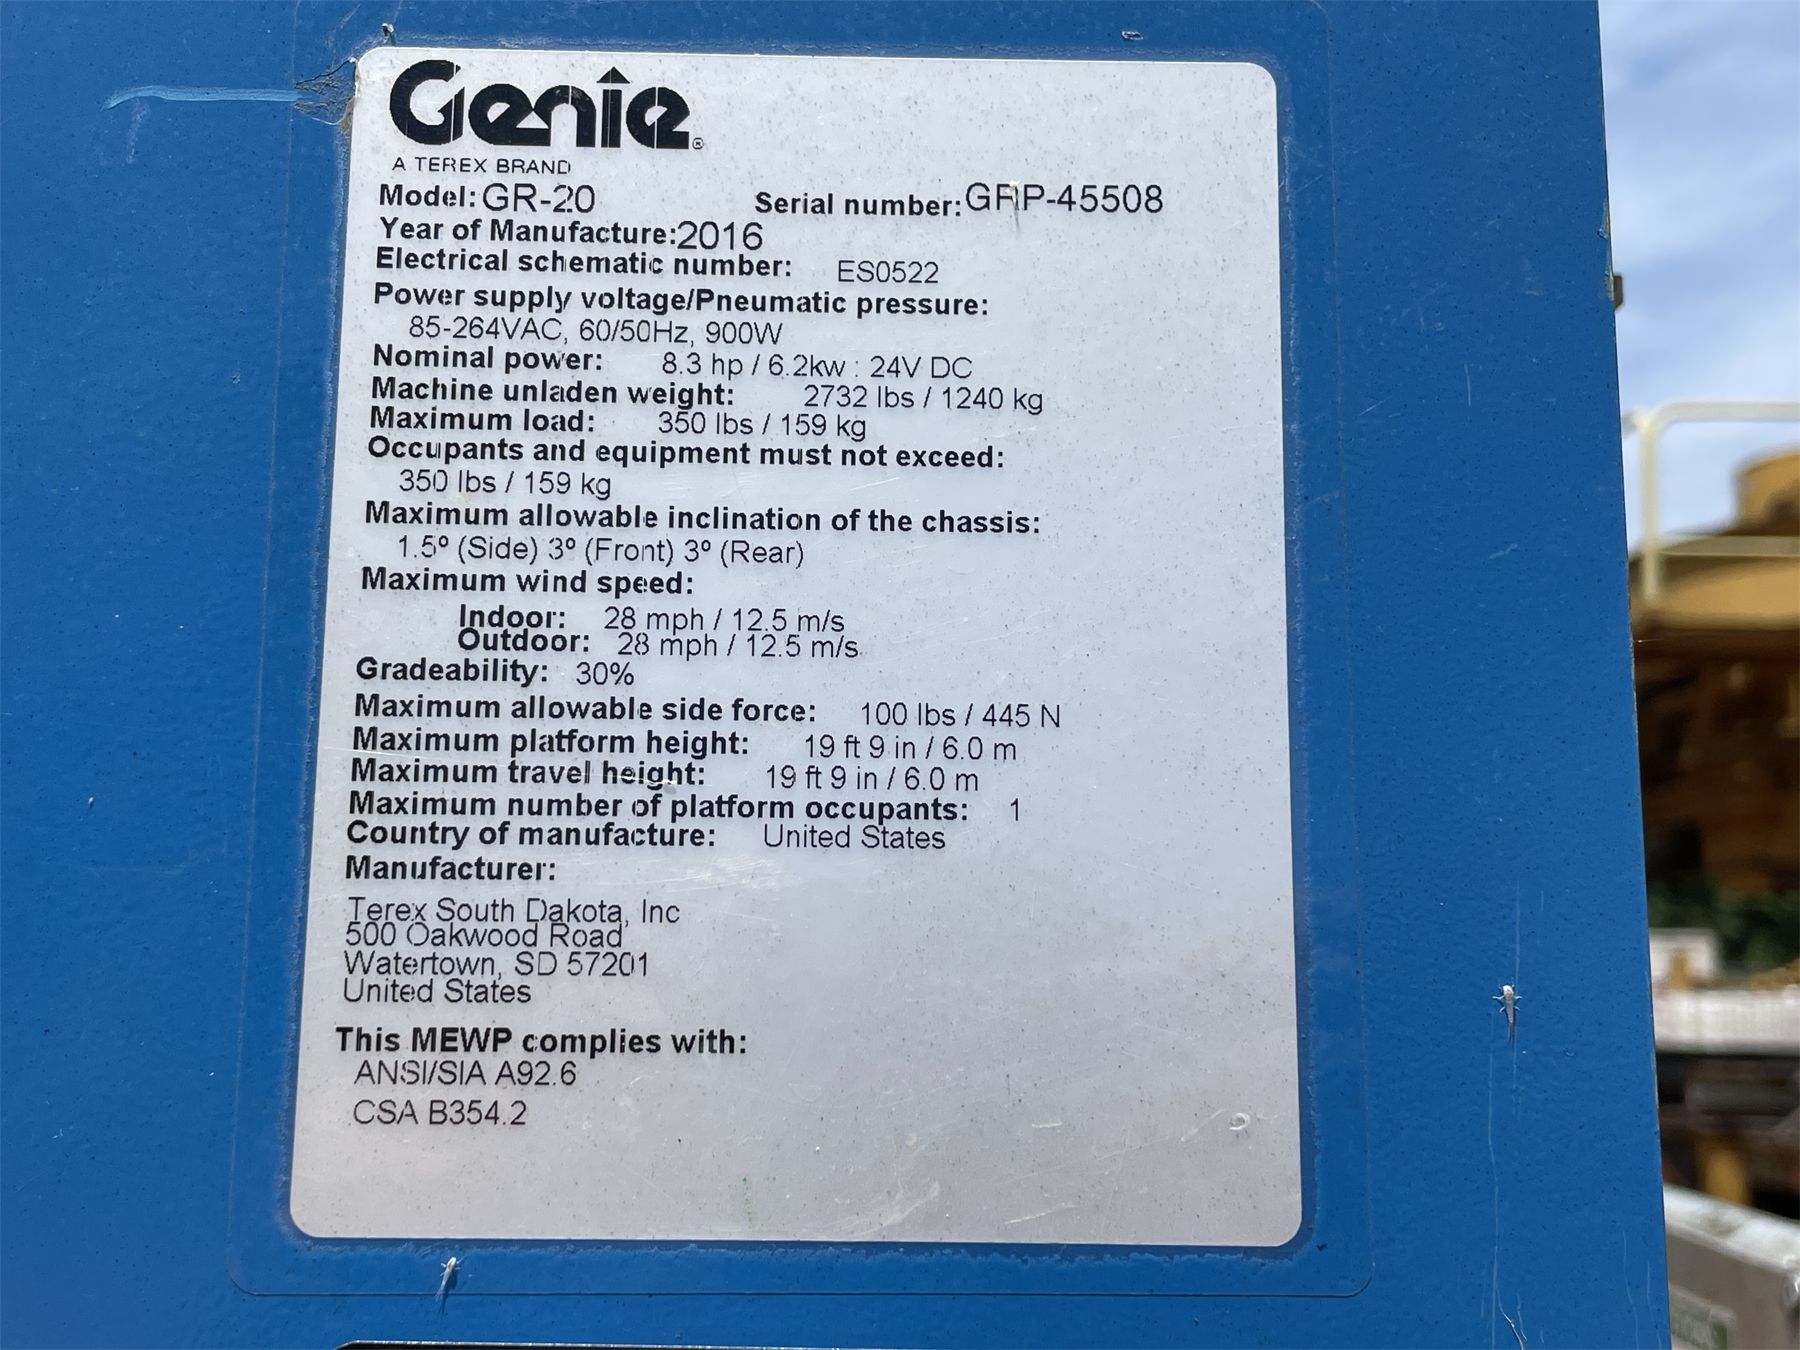 Genie®
A TEREX BRAND
Model: GR-20 Serial number: GRP-45508
Year of Manufacture: 2016
Electrical schematic number: ES0522
Power supply voltage/Pneumatic pressure:
85-264VAC, 60/50Hz, 900W
Nominal power: 8.3 hp / 6.2kw : 24V DC
Machine unladen weight: 2732 lbs / 1240 kg
Maximum load: 350 lbs / 159 kg
Occupants and equipment must not exceed:
350 lbs / 159 kg
Maximum allowable inclination of the chassis:
1.5º (Side) 3º (Front) 3º (Rear)
Maximum wind speed:
Indoor: 28 mph / 12.5 m/s
Outdoor: 28 mph / 12.5 m/s
Gradeability: 30%
Maximum allowable side force: 100 lbs / 445 N
Maximum platform height: 19 ft 9 in / 6.0 m
Maximum travel height: 19 ft 9 in / 6.0 m
Maximum number of platform occupants: 1
Country of manufacture: United States
Manufacturer:
Terex South Dakota, Inc
500 Oakwood Road
Watertown, SD 57201
United States
This MEWP complies with:
ANSI/SIA A92.6
CSA B354.2